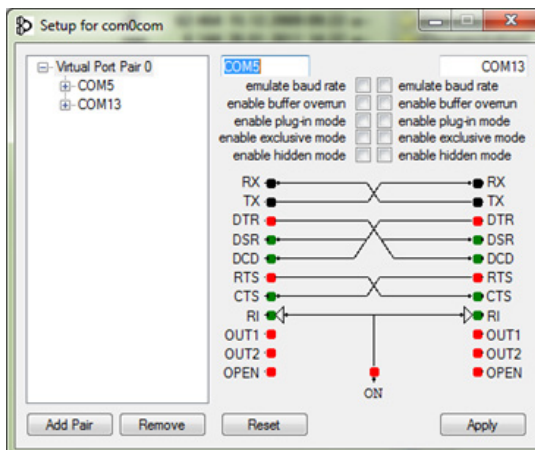 Setup for com0com
Virtual Port Pair 0
COM5
COM13
COM5
COM13
emulate baud rate
emulate baud rate
enable buffer overrun
enable buffer overrun
enable plug-in mode
enable plug-in mode
enable exclusive mode
enable exclusive mode
enable hidden mode
enable hidden mode
RX
RX
TX
TX
DTR
DTR
DSR
DSR
DCD
DCD
RTS
RTS
CTS
CTS
RI
RI
OUT1
OUT1
OUT2
OUT2
OPEN
OPEN
ON
Add Pair
Remove
Reset
Apply